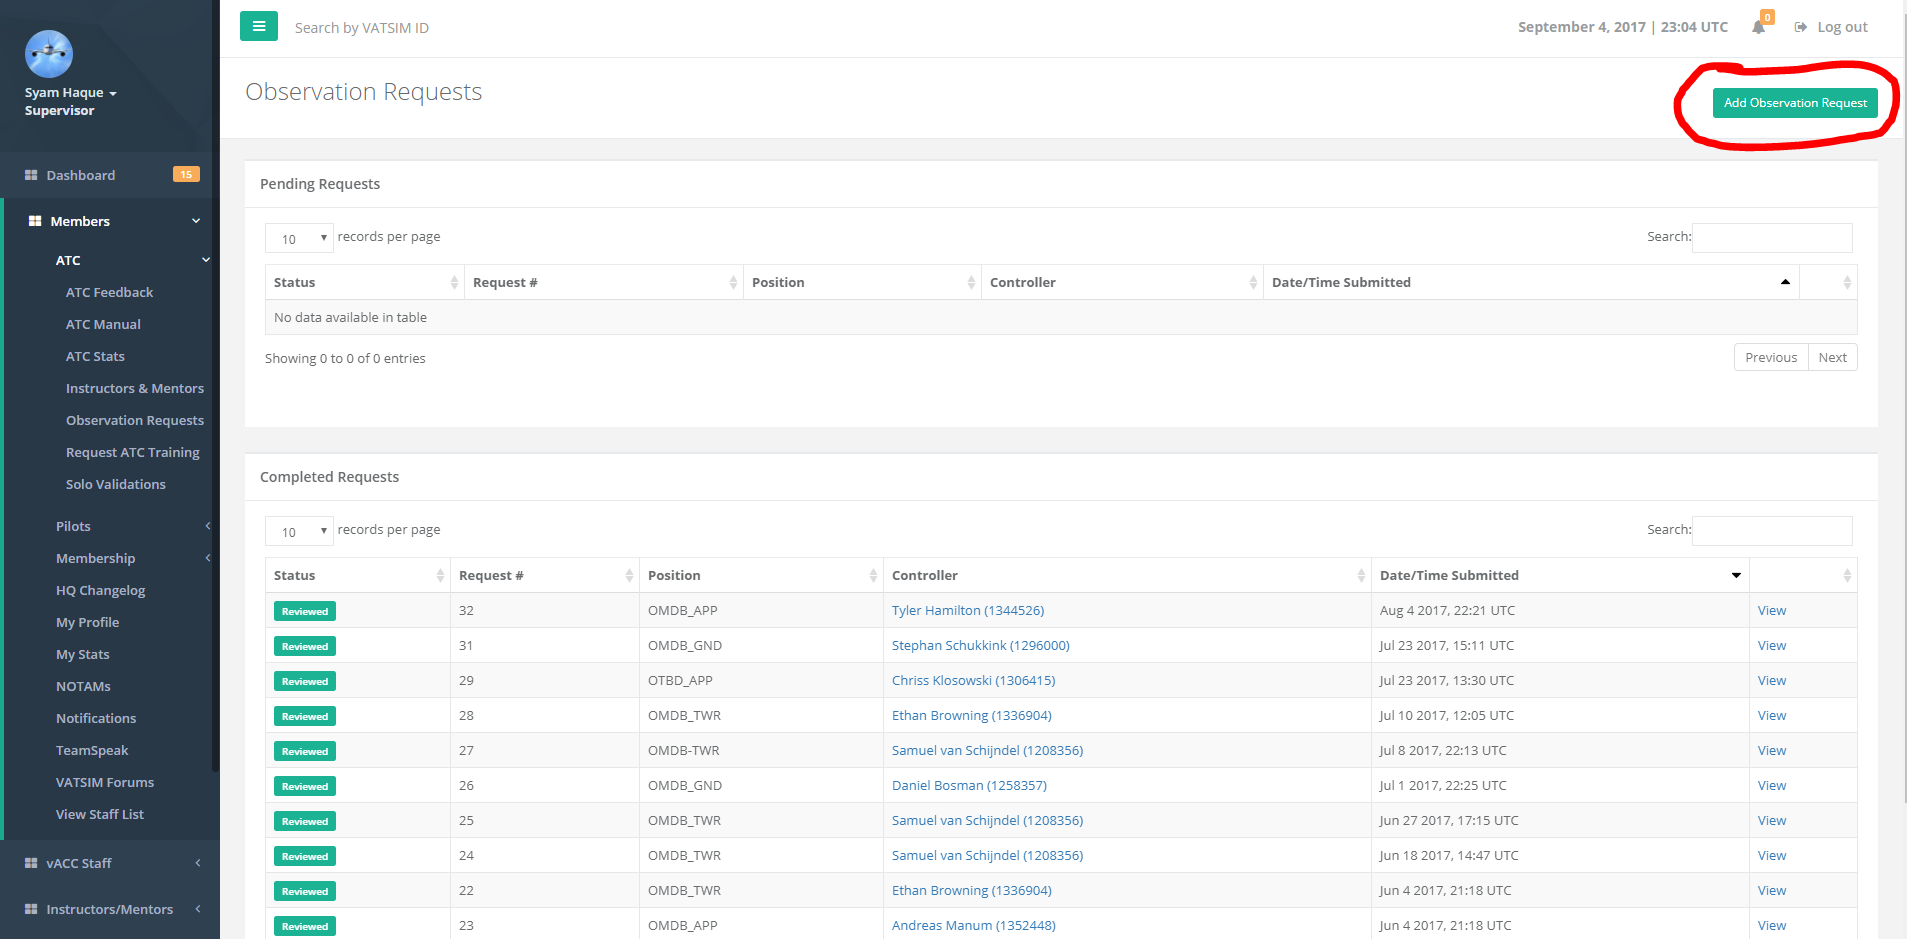 Syam Haque
Supervisor
Dashboard 15
Members
ATC
ATC Feedback
ATC Manual
ATC Stats
Instructors & Mentors
Observation Requests
Request ATC Training
Solo Validations
Pilots
Membership
HQ Changelog
My Profile
My Stats
NOTAMs
Notifications
TeamSpeak
VATSIM Forums
View Staff List
vACC Staff
Instructors/Mentors
Search by VATSIM ID
September 4, 2017 | 23:04 UTC 0 Log out
Observation Requests
Add Observation Request
Pending Requests
10 records per page Search:
Status Request # Position Controller Date/Time Submitted
No data available in table
Showing 0 to 0 of 0 entries
Previous Next
Completed Requests
10 records per page Search:
Status Request # Position Controller Date/Time Submitted
Reviewed 32 OMDB_APP Tyler Hamilton (1344526) Aug 4 2017, 22:21 UTC View
Reviewed 31 OMDB_GND Stephan Schukkink (1296000) Jul 23 2017, 15:11 UTC View
Reviewed 29 OTBD_APP Chriss Klosowski (1306415) Jul 23 2017, 13:30 UTC View
Reviewed 28 OMDB_TWR Ethan Browning (1336904) Jul 10 2017, 12:05 UTC View
Reviewed 27 OMDB-TWR Samuel van Schijndel (1208356) Jul 8 2017, 22:13 UTC View
Reviewed 26 OMDB_GND Daniel Bosman (1258357) Jul 1 2017, 22:25 UTC View
Reviewed 25 OMDB_TWR Samuel van Schijndel (1208356) Jun 27 2017, 17:15 UTC View
Reviewed 24 OMDB_TWR Samuel van Schijndel (1208356) Jun 18 2017, 14:47 UTC View
Reviewed 22 OMDB_TWR Ethan Browning (1336904) Jun 4 2017, 21:18 UTC View
Reviewed 23 OMDB_APP Andreas Manum (1352448) Jun 4 2017, 21:18 UTC View